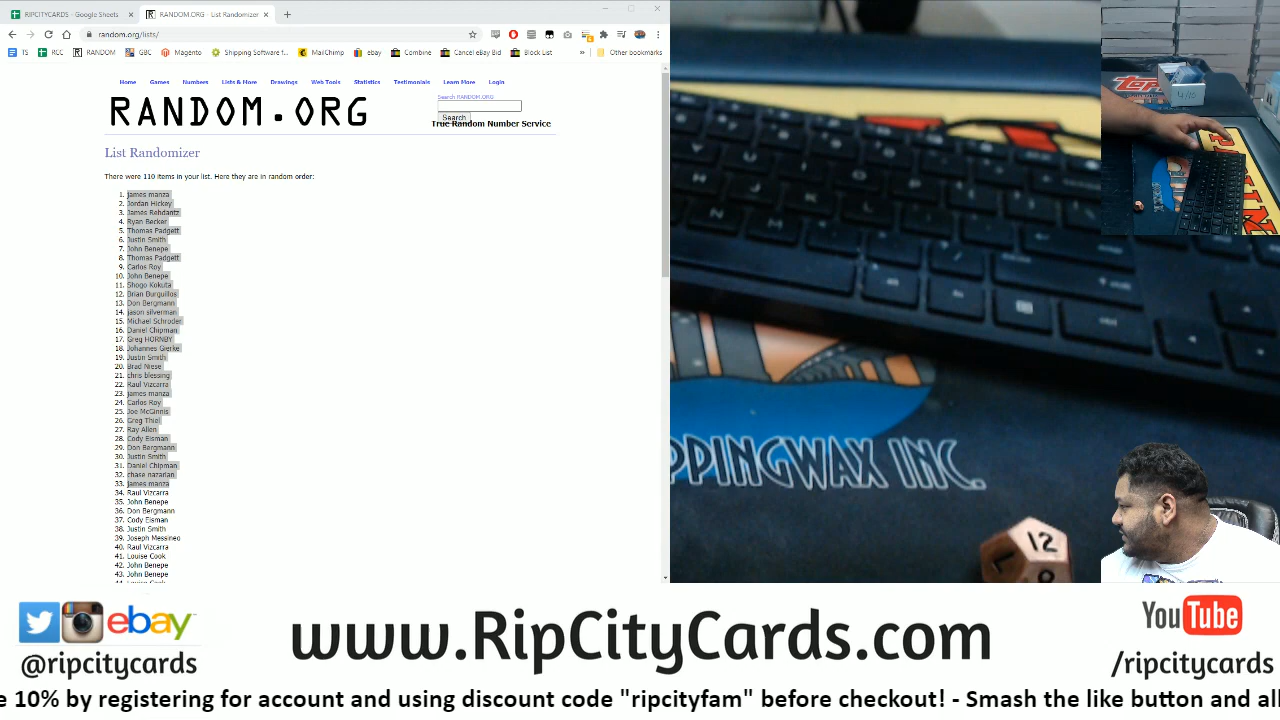 RIPCITYCARDS - Google Sheets
RANDOM.ORG - List Randomizer
random.org/lists/
TS RCC RANDOM GBC Magento Shipping Software f... MailChimp ebay Combine Cancel eBay Bid Block List » Other bookmarks
Home Games Numbers Lists & More Drawings Web Tools Statistics Testimonials Learn More Login
RANDOM.ORG
Search RANDOM.ORG
Search
True Random Number Service
List Randomizer
There were 110 items in your list. Here they are in random order:
1. james manza
2. Jordan Hickey
3. James Rehdantz
4. Ryan Becker
5. Thomas Padgett
6. Justin Smith
7. John Benepe
8. Thomas Padgett
9. Carlos Roy
10. John Benepe
11. Shogo Kokuta
12. Brian Burguillos
13. Don Bergmann
14. jason silverman
15. Michael Schroder
16. Daniel Chipman
17. Greg HORNBY
18. Johannes Gierke
19. Justin Smith
20. Brad Niese
21. chris blessing
22. Raul Vizcarra
23. james manza
24. Carlos Roy
25. Joe McGinnis
26. Greg Thiel
27. Ray Allen
28. Cody Eisman
29. Don Bergmann
30. Justin Smith
31. Daniel Chipman
32. chase nazarian
33. james manza
34. Raul Vizcarra
35. John Benepe
36. Don Bergmann
37. Cody Eisman
38. Justin Smith
39. Joseph Messineo
40. Raul Vizcarra
41. Louise Cook
42. John Benepe
43. John Benepe
PPINGWAX INC.
12
4/10
ebay
@ripcitycards
www.RipCityCards.com
YouTube
/ripcitycards
e 10% by registering for account and using discount code "ripcityfam" before checkout! - Smash the like button and all